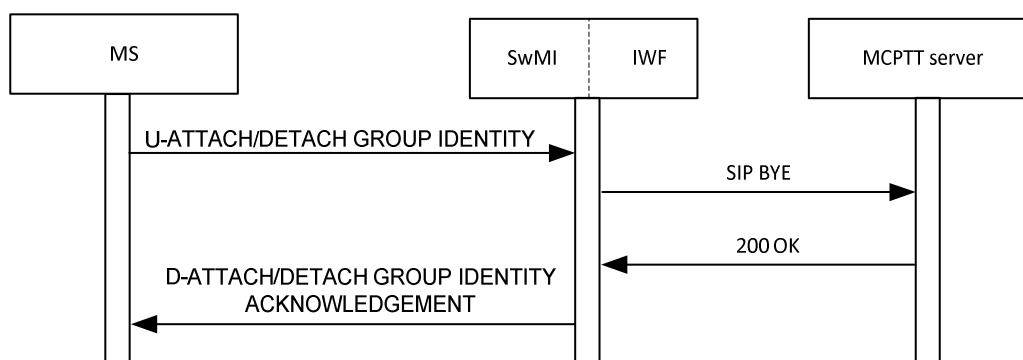 MS
SwMI
IWF
MCPTT server
U-ATTACH/DETACH GROUP IDENTITY
SIP BYE
200 OK
D-ATTACH/DETACH GROUP IDENTITY
ACKNOWLEDGEMENT